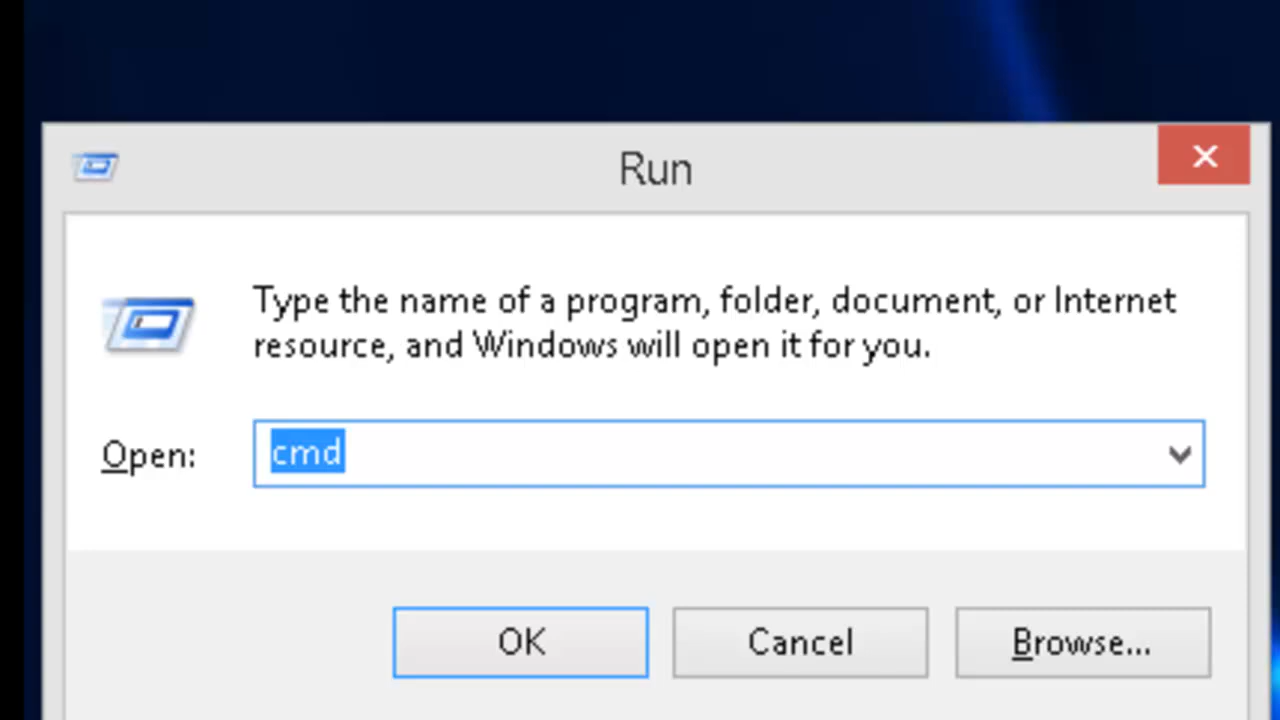 Run
Type the name of a program, folder, document, or Internet
resource, and Windows will open it for you.
Open: cmd
OK Cancel Browse...